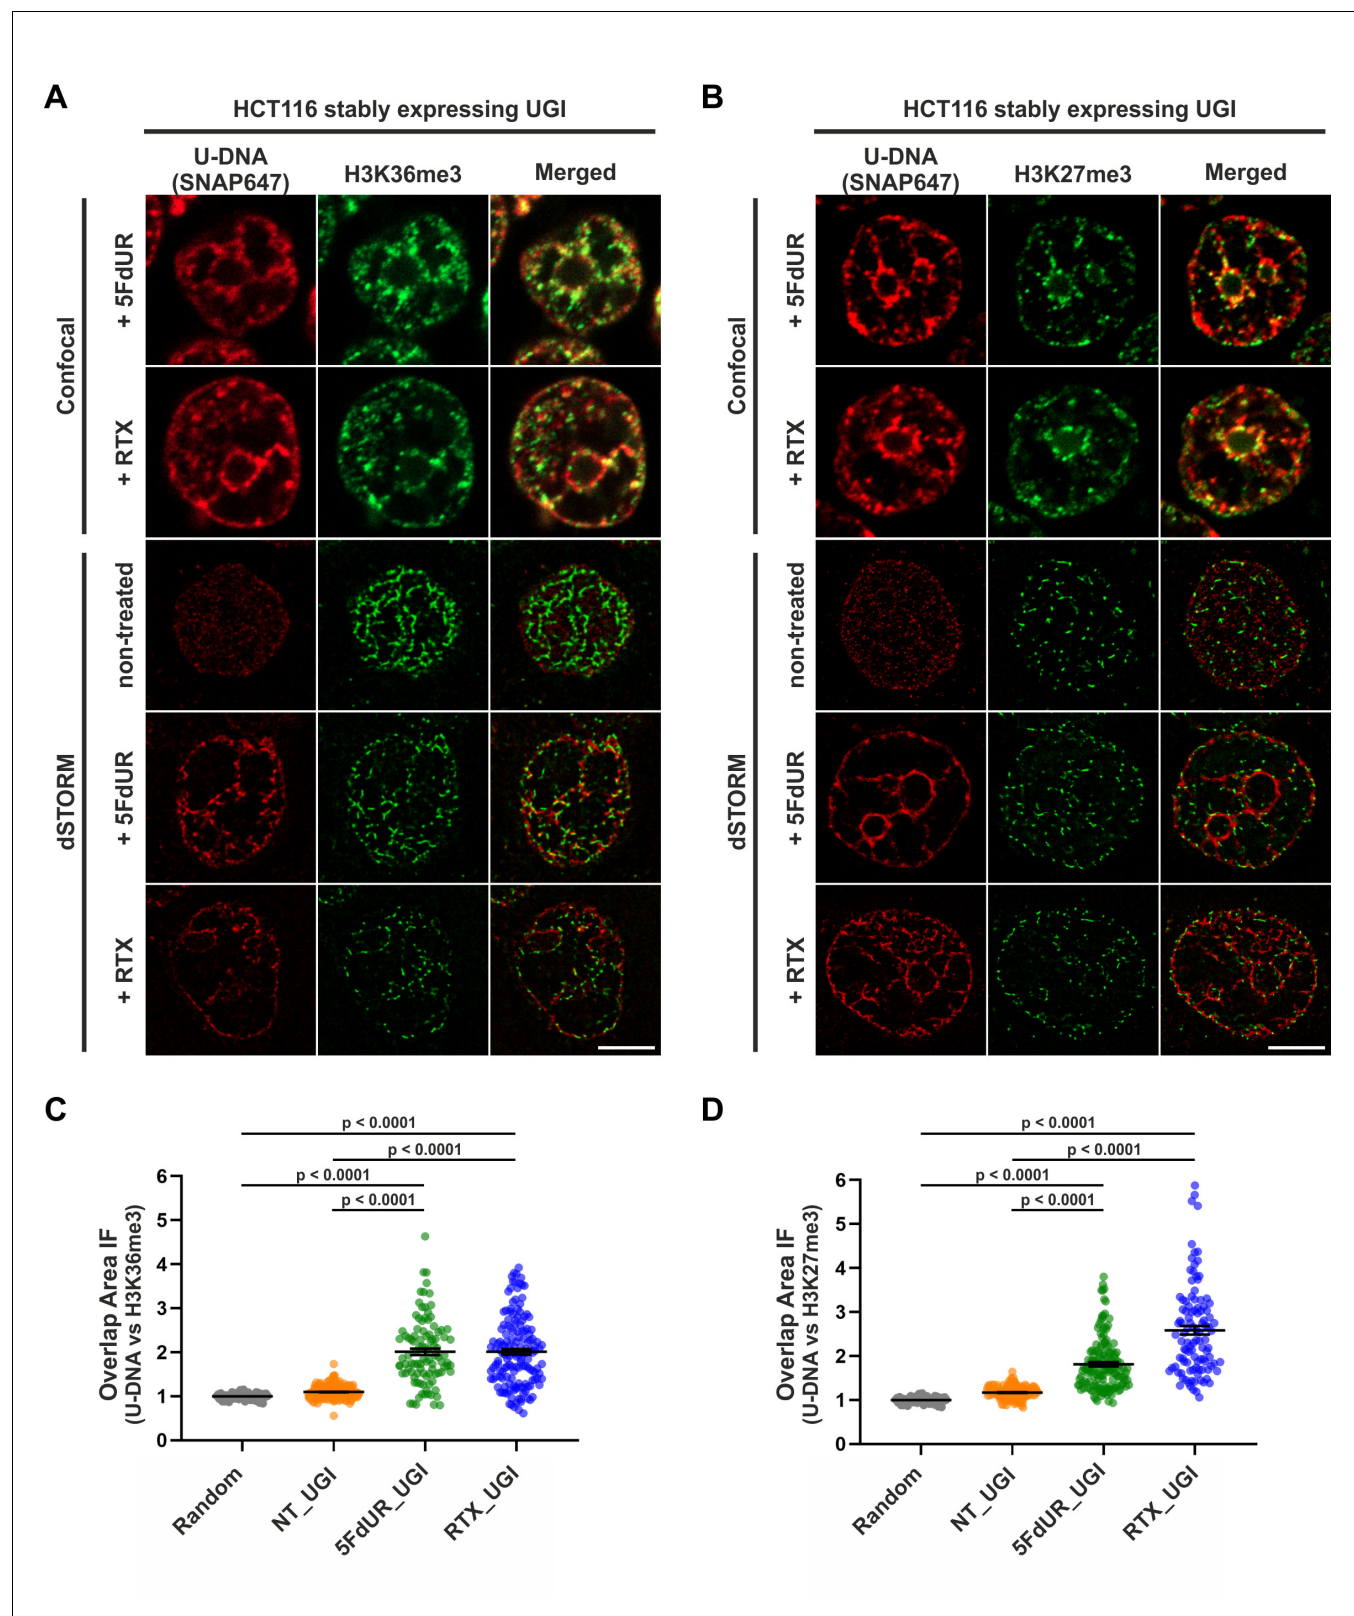 A
HCT116 stably expressing UGI
U-DNA
(SNAP647)
H3K36me3
Merged
Confocal
+ 5FdUR
+ RTX
dSTORM
non-treated
+ 5FdUR
+ RTX
B
HCT116 stably expressing UGI
U-DNA
(SNAP647)
H3K27me3
Merged
Confocal
+ 5FdUR
+ RTX
dSTORM
non-treated
+ 5FdUR
+ RTX
C
p < 0.0001
p < 0.0001
p < 0.0001
p < 0.0001
Overlap Area IF
(U-DNA vs H3K36me3)
6
5
4
3
2
1
0
Random
NT_UGI
5FdUR_UGI
RTX_UGI
D
p < 0.0001
p < 0.0001
p < 0.0001
p < 0.0001
Overlap Area IF
(U-DNA vs H3K27me3)
6
5
4
3
2
1
0
Random
NT_UGI
5FdUR_UGI
RTX_UGI